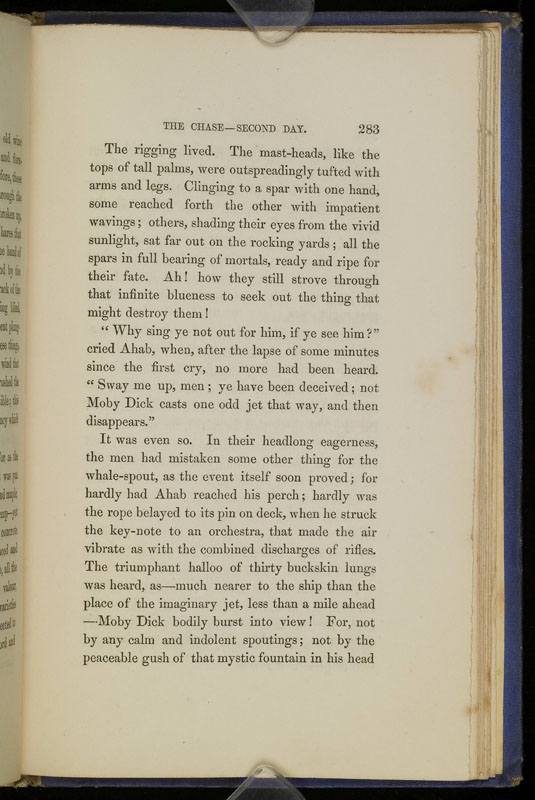 THE CHASE—SECOND DAY. 283
The rigging lived. The mast-heads, like the
tops of tall palms, were outspreadingly tufted with
arms and legs. Clinging to a spar with one hand,
some reached forth the other with impatient
wavings; others, shading their eyes from the vivid
sunlight, sat far out on the rocking yards; all the
spars in full bearing of mortals, ready and ripe for
their fate. Ah! how they still strove through
that infinite blueness to seek out the thing that
might destroy them!
“Why sing ye not out for him, if ye see him?”
cried Ahab, when, after the lapse of some minutes
since the first cry, no more had been heard.
“Sway me up, men; ye have been deceived; not
Moby Dick casts one odd jet that way, and then
disappears.”
It was even so. In their headlong eagerness,
the men had mistaken some other thing for the
whale-spout, as the event itself soon proved; for
hardly had Ahab reached his perch; hardly was
the rope belayed to its pin on deck, when he struck
the key-note to an orchestra, that made the air
vibrate as with the combined discharges of rifles.
The triumphant halloo of thirty buckskin lungs
was heard, as—much nearer to the ship than the
place of the imaginary jet, less than a mile ahead
—Moby Dick bodily burst into view! For, not
by any calm and indolent spoutings; not by the
peaceable gush of that mystic fountain in his head